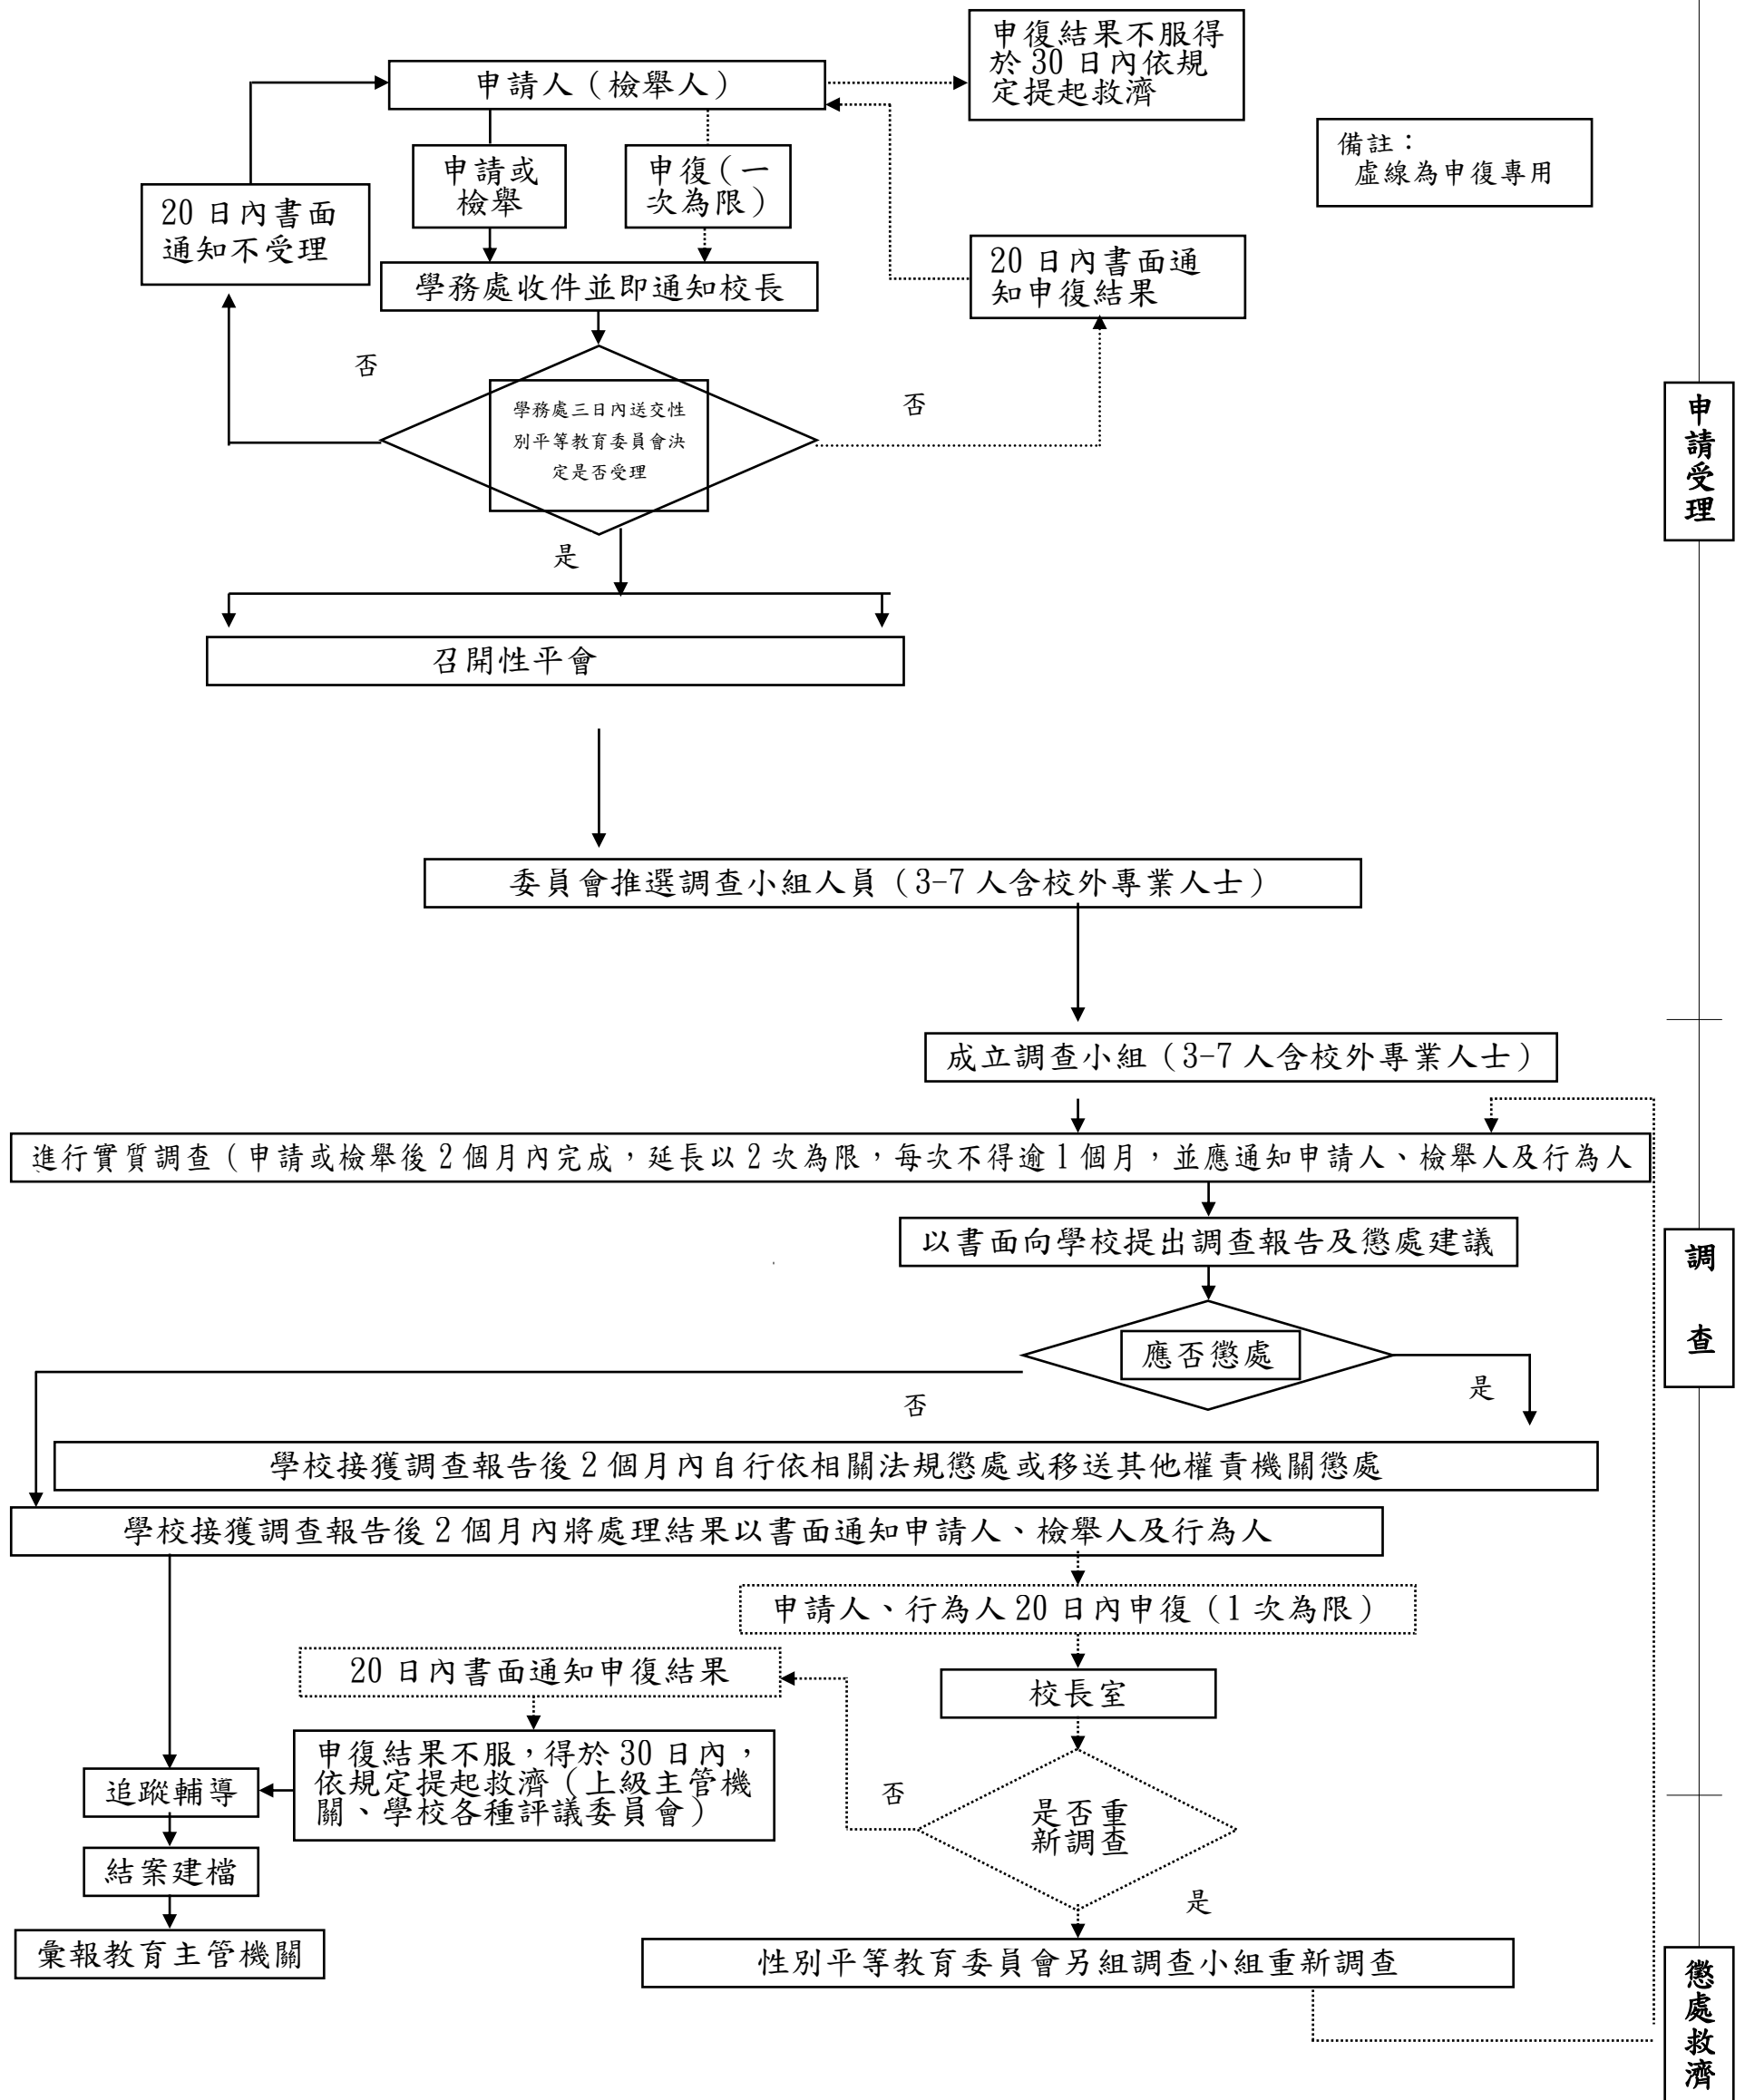 申復結果不服得
於 30 日內依規
定提起救濟
申請人（檢舉人）
備註：
虛線為申復專用
申請或
檢舉
申復（一
次為限）
20 日內書面
通知不受理
20 日內書面通
知申復結果
學務處收件並即通知校長
否
否
學務處三日內送交性
別平等教育委員會決
定是否受理
申請受理
是
召開性平會
委員會推選調查小組人員（3-7 人含校外專業人士）
成立調查小組（3-7 人含校外專業人士）
進行實質調查（申請或檢舉後 2 個月內完成，延長以 2 次為限，每次不得逾 1 個月，並應通知申請人、檢舉人及行為人
以書面向學校提出調查報告及懲處建議
調查
應否懲處
是
否
學校接獲調查報告後 2 個月內自行依相關法規懲處或移送其他權責機關懲處
學校接獲調查報告後 2 個月內將處理結果以書面通知申請人、檢舉人及行為人
申請人、行為人 20 日內申復（1 次為限）
20 日內書面通知申復結果
校長室
申復結果不服，得於 30 日內，
依規定提起救濟（上級主管機
關、學校各種評議委員會）
追蹤輔導
否
是否重
新調查
結案建檔
是
彙報教育主管機關
性別平等教育委員會另組調查小組重新調查
懲處救濟